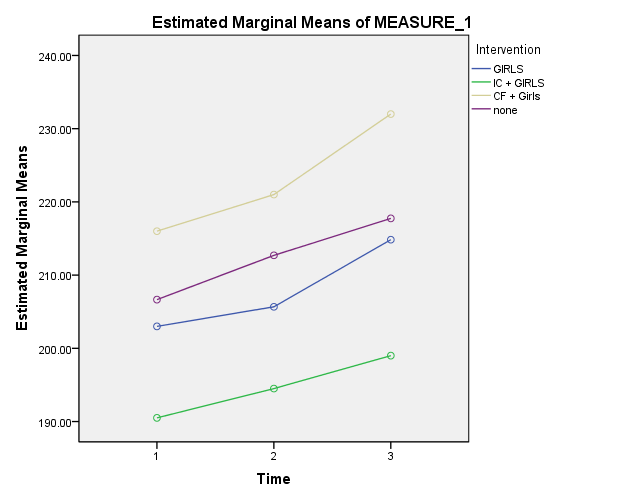 Estimated Marginal Means of MEASURE_1
Intervention
GIRLS
IC + GIRLS
CF + Girls
none
Estimated Marginal Means
240.00
230.00
220.00
210.00
200.00
190.00
1 2 3
Time